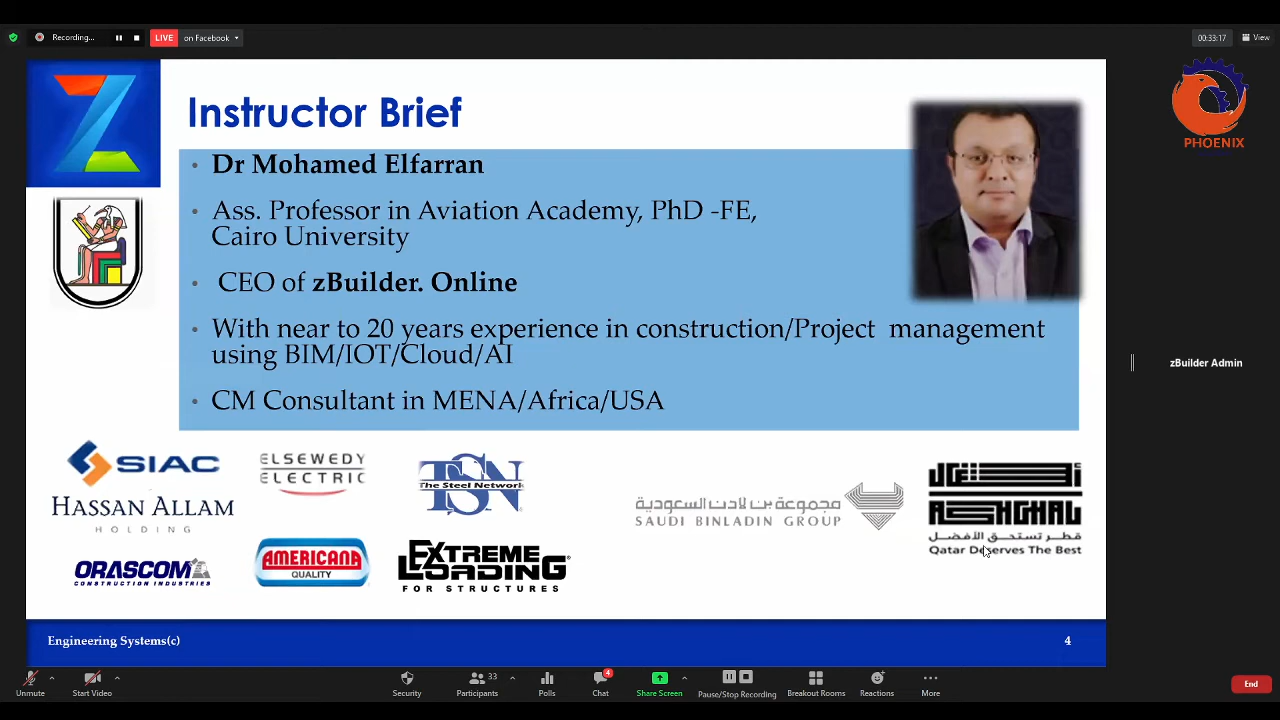 Recording...
LIVE
on Facebook
00:33:17
View
Instructor Brief
PHOENIX
Dr Mohamed Elfarran
Ass. Professor in Aviation Academy, PhD -FE,
Cairo University
CEO of zBuilder. Online
With near to 20 years experience in construction/Project management
using BIM/IOT/Cloud/AI
CM Consultant in MENA/Africa/USA
zBuilder Admin
SIAC
ELSEWEDY
ELECTRIC
TSN
The Steel Network
مجموعة بن لادن السعودية
SAUDI BINLADIN GROUP
أشغال
ASHGHAL
قطر تستحق الأفضل
Qatar Deserves The Best
HASSAN ALLAM
HOLDING
ORASCOM
CONSTRUCTION INDUSTRIES
AMERICANA
QUALITY
EXTREME
LOADING®
FOR STRUCTURES
Engineering Systems(c)
4
Unmute
Start Video
Security
33
Participants
Polls
4
Chat
Share Screen
Pause/Stop Recording
Breakout Rooms
Reactions
More
End